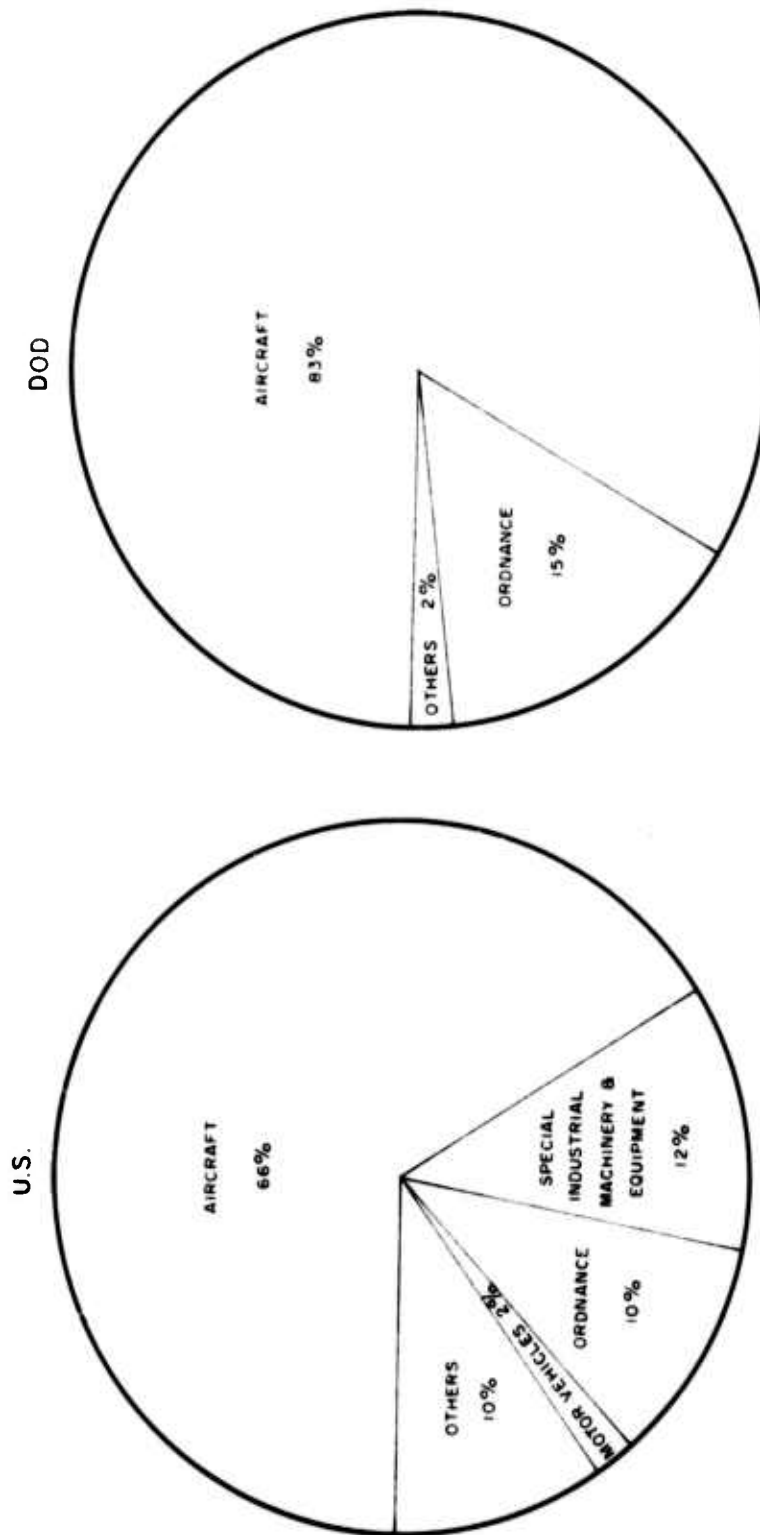 U.S.
AIRCRAFT
66%
SPECIAL
INDUSTRIAL
MACHINERY &
EQUIPMENT
12%
ORDNANCE
10%
MOTOR VEHICLES 2%
OTHERS
10%
DOD
AIRCRAFT
83%
ORDNANCE
15%
OTHERS 2%